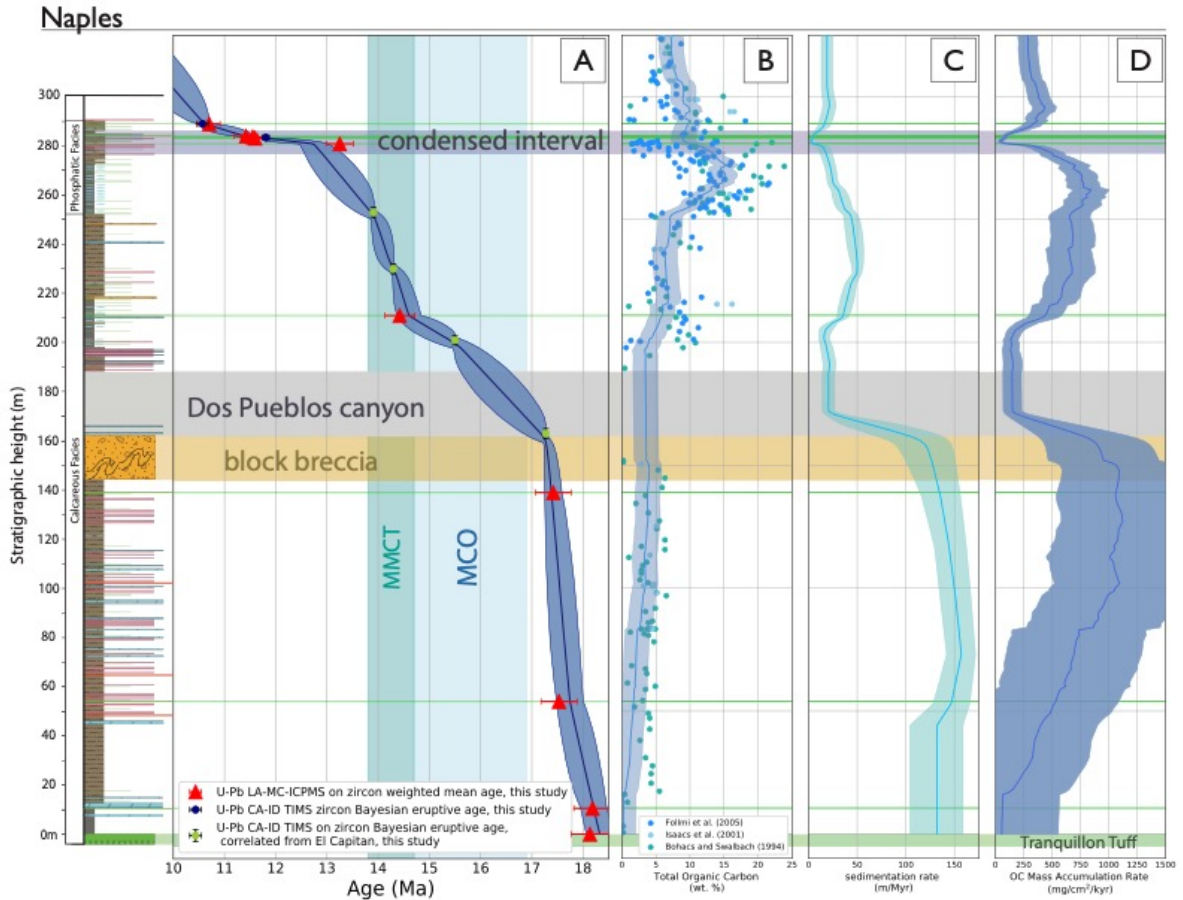 Naples
A
B
C
D
300
280
260
240
220
200
180
160
140
120
100
80
60
40
20
0m
Stratigraphic height (m)
Phosphatic Facies
Calcareous Facies
condensed interval
Dos Pueblos canyon
block breccia
MMCT
MCO
Tranquillon Tuff
U-Pb LA-MC-ICPMS on zircon weighted mean age, this study
U-Pb CA-ID TIMS zircon Bayesian eruptive age, this study
U-Pb CA-ID TIMS on zircon Bayesian eruptive age,
correlated from El Capitan, this study
Follmi et al. (2005)
Isaacs et al. (2001)
Bohacs and Swalbach (1994)
10 11 12 13 14 15 16 17 18
Age (Ma)
0 5 10 15 20 25
Total Organic Carbon
(wt. %)
0 50 100 150
sedimentation rate
(m/Myr)
0 250 500 750 1000 1250 1500
OC Mass Accumulation Rate
(mg/cm²/kyr)